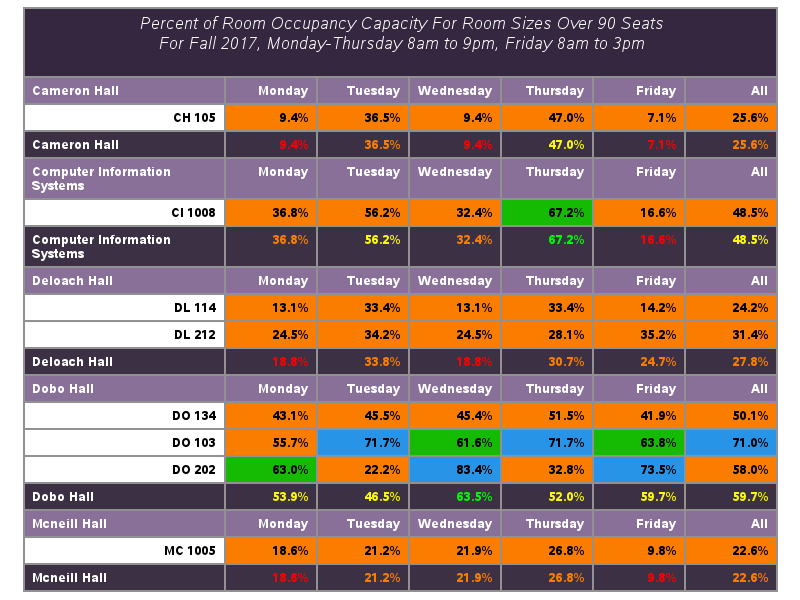 Percent of Room Occupancy Capacity For Room Sizes Over 90 Seats
For Fall 2017, Monday-Thursday 8am to 9pm, Friday 8am to 3pm
Cameron Hall Monday Tuesday Wednesday Thursday Friday All
CH 105 9.4% 36.5% 9.4% 47.0% 7.1% 25.6%
Cameron Hall 9.4% 36.5% 9.4% 47.0% 7.1% 25.6%
Computer Information Monday Tuesday Wednesday Thursday Friday All
Systems
CI 1008 36.8% 56.2% 32.4% 67.2% 16.6% 48.5%
Computer Information 36.8% 56.2% 32.4% 67.2% 16.6% 48.5%
Systems
Deloach Hall Monday Tuesday Wednesday Thursday Friday All
DL 114 13.1% 33.4% 13.1% 33.4% 14.2% 24.2%
DL 212 24.5% 34.2% 24.5% 28.1% 35.2% 31.4%
Deloach Hall 18.8% 33.8% 18.8% 30.7% 24.7% 27.8%
Dobo Hall Monday Tuesday Wednesday Thursday Friday All
DO 134 43.1% 45.5% 45.4% 51.5% 41.9% 50.1%
DO 103 55.7% 71.7% 61.6% 71.7% 63.8% 71.0%
DO 202 63.0% 22.2% 83.4% 32.8% 73.5% 58.0%
Dobo Hall 53.9% 46.5% 63.5% 52.0% 59.7% 59.7%
Mcneill Hall Monday Tuesday Wednesday Thursday Friday All
MC 1005 18.6% 21.2% 21.9% 26.8% 9.8% 22.6%
Mcneill Hall 18.6% 21.2% 21.9% 26.8% 9.8% 22.6%